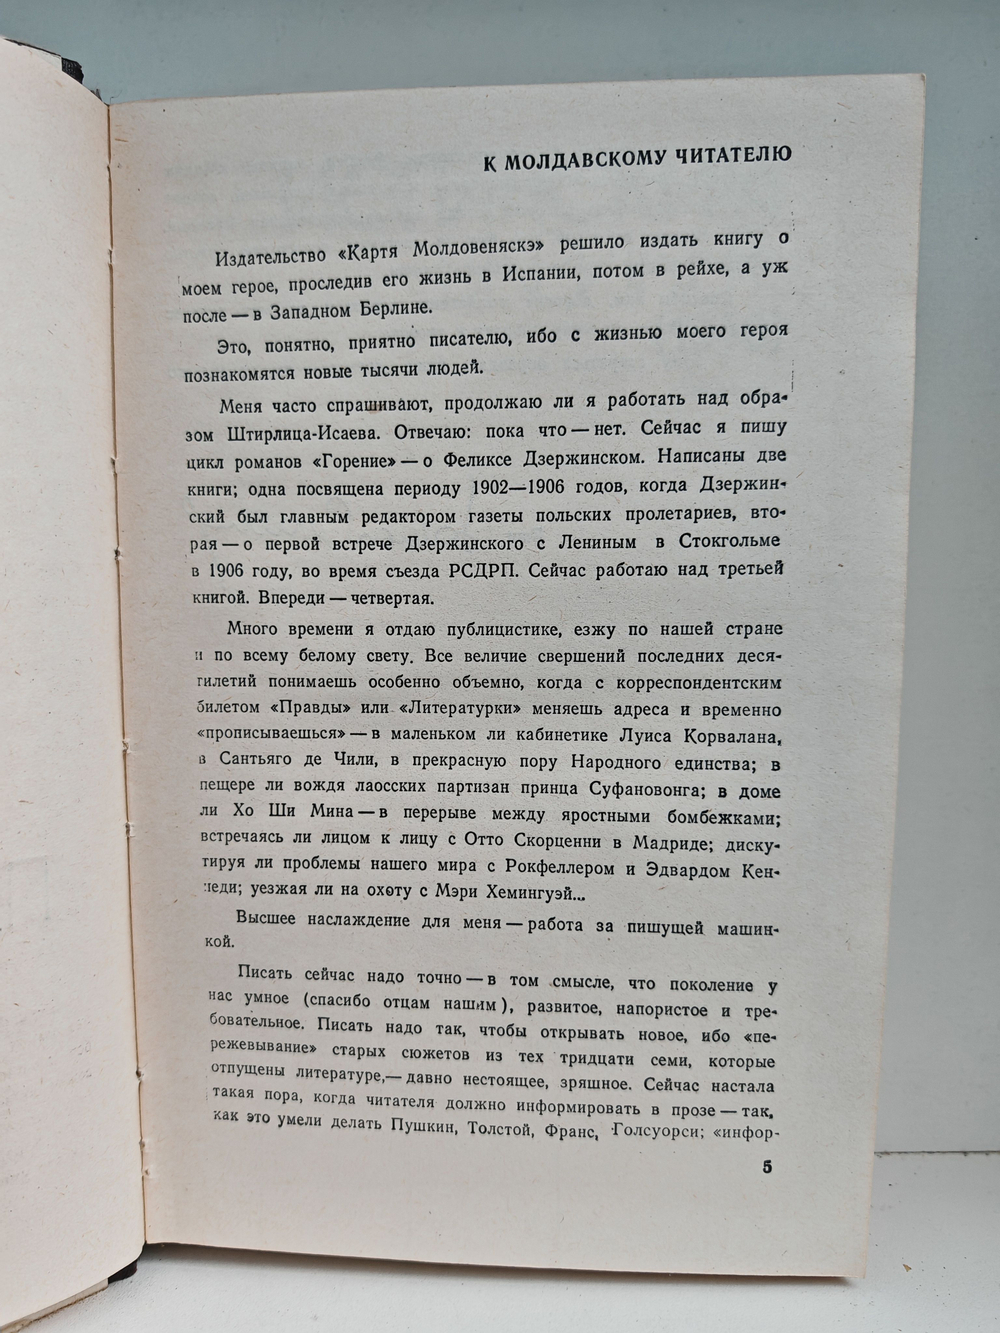 К МОЛДАВСКОМУ ЧИТАТЕЛЮ
Издательство «Картя Молдовеняскэ» решило издать книгу о
моем герое, проследив его жизнь в Испании, потом в рейхе, а уж
после — в Западном Берлине.
Это, понятно, приятно писателю, ибо с жизнью моего героя
познакомятся новые тысячи людей.
Меня часто спрашивают, продолжаю ли я работать над обра-
зом Штирлица-Исаева. Отвечаю: пока что — нет. Сейчас я пишу
цикл романов «Горение» — о Феликсе Дзержинском. Написаны две
книги; одна посвящена периоду 1902—1906 годов, когда Дзержин-
ский был главным редактором газеты польских пролетариев, вто-
рая — о первой встрече Дзержинского с Лениным в Стокгольме
в 1906 году, во время съезда РСДРП. Сейчас работаю над третьей
книгой. Впереди — четвертая.
Много времени я отдаю публицистике, езжу по нашей стране
и по всему белому свету. Все величие свершений последних деся-
тилетий понимаешь особенно объемно, когда с корреспондентским
билетом «Правды» или «Литературки» меняешь адреса и временно
«прописываешься» — в маленьком ли кабинетике Луиса Корвалана,
в Сантьяго де Чили, в прекрасную пору Народного единства; в
пещере ли вождя лаосских партизан принца Суфановонга; в доме
ли Хо Ши Мина — в перерыве между яростными бомбежками;
встречаясь ли лицом к лицу с Отто Скорценни в Мадриде; диску-
тируя ли проблемы нашего мира с Рокфеллером и Эдвардом Кен-
неди; уезжая ли на охоту с Мэри Хемингуэй...
Высшее наслаждение для меня — работа за пишущей машин-
кой.
Писать сейчас надо точно — в том смысле, что поколение у
нас умное (спасибо отцам нашим), развитое, напористое и тре-
бовательное. Писать надо так, чтобы открывать новое, ибо «пе-
режевывание» старых сюжетов из тех тридцати семи, которые
отпущены литературе,— давно нестоящее, зряшное. Сейчас настала
такая пора, когда читателя должно информировать в прозе — так,
как это умели делать Пушкин, Толстой, Франс, Голсуорси; «инфор-
5